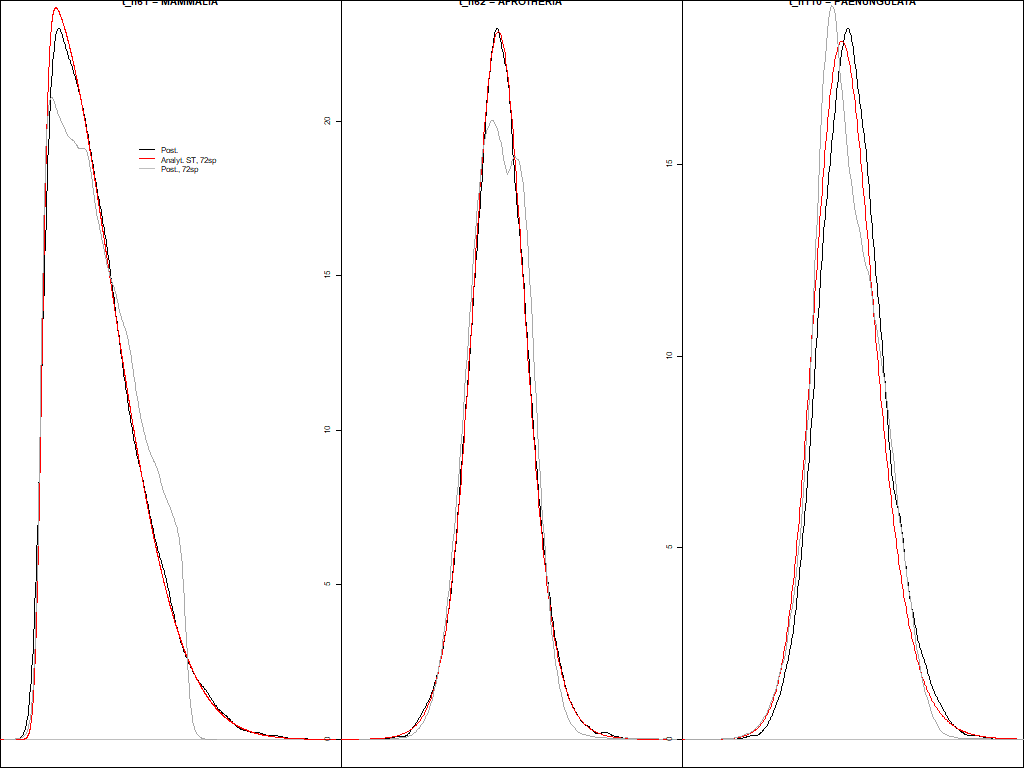 t_n61 = MAMMALIA
t_n62 = AFROTHERIA
t_n110 = PAENUNGULATA
Post.
Analyt. ST, 72sp
Post., 72sp
20
15
10
5
0
15
10
5
0